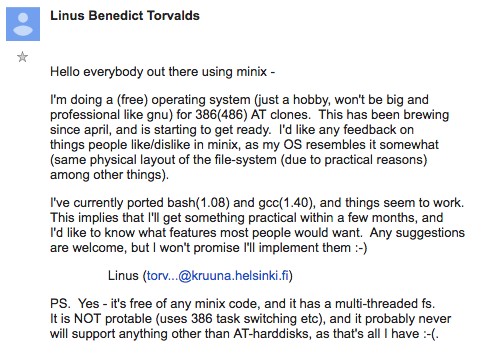 Linus Benedict Torvalds
Hello everybody out there using minix -
I'm doing a (free) operating system (just a hobby, won't be big and
professional like gnu) for 386(486) AT clones.  This has been brewing
since april, and is starting to get ready.  I'd like any feedback on
things people like/dislike in minix, as my OS resembles it somewhat
(same physical layout of the file-system (due to practical reasons)
among other things).
I've currently ported bash(1.08) and gcc(1.40), and things seem to work.
This implies that I'll get something practical within a few months, and
I'd like to know what features most people would want.  Any suggestions
are welcome, but I won't promise I'll implement them :-)
Linus (torv...@kruuna.helsinki.fi)
PS.  Yes - it's free of any minix code, and it has a multi-threaded fs.
It is NOT protable (uses 386 task switching etc), and it probably never
will support anything other than AT-harddisks, as that's all I have :-(.